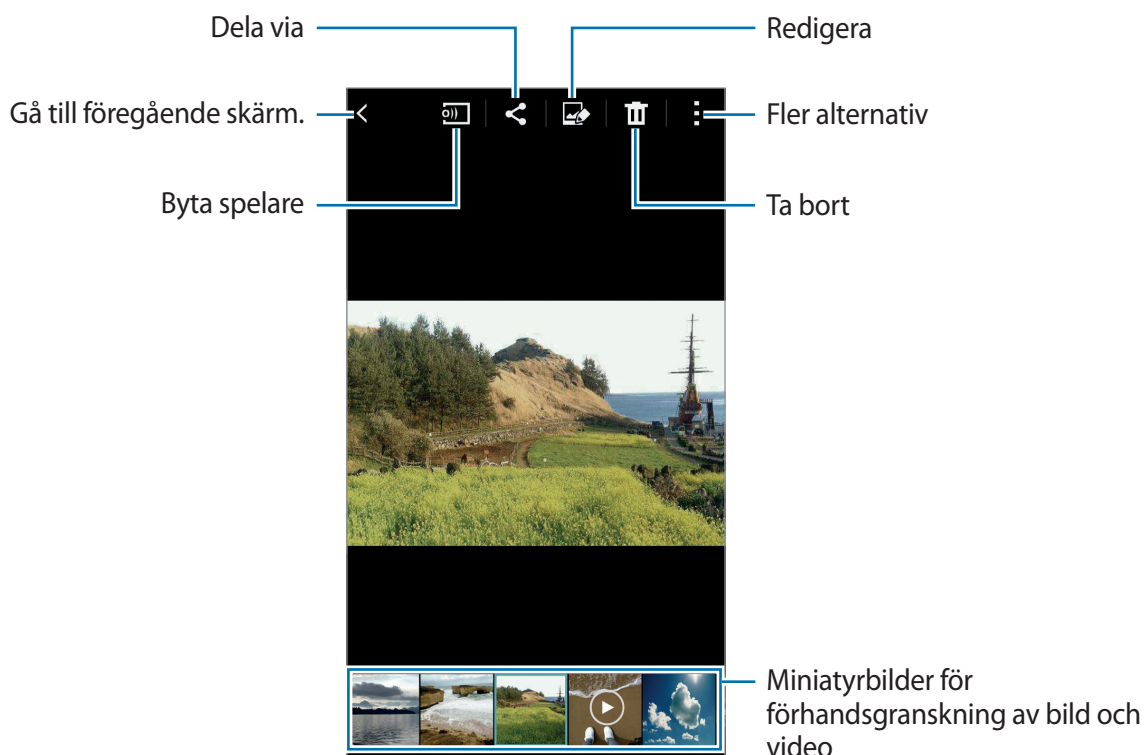 Dela via
Redigera
Gå till föregående skärm.
Fler alternativ
Byta spelare
Ta bort
Miniatyrbilder för
förhandsgranskning av bild och
video